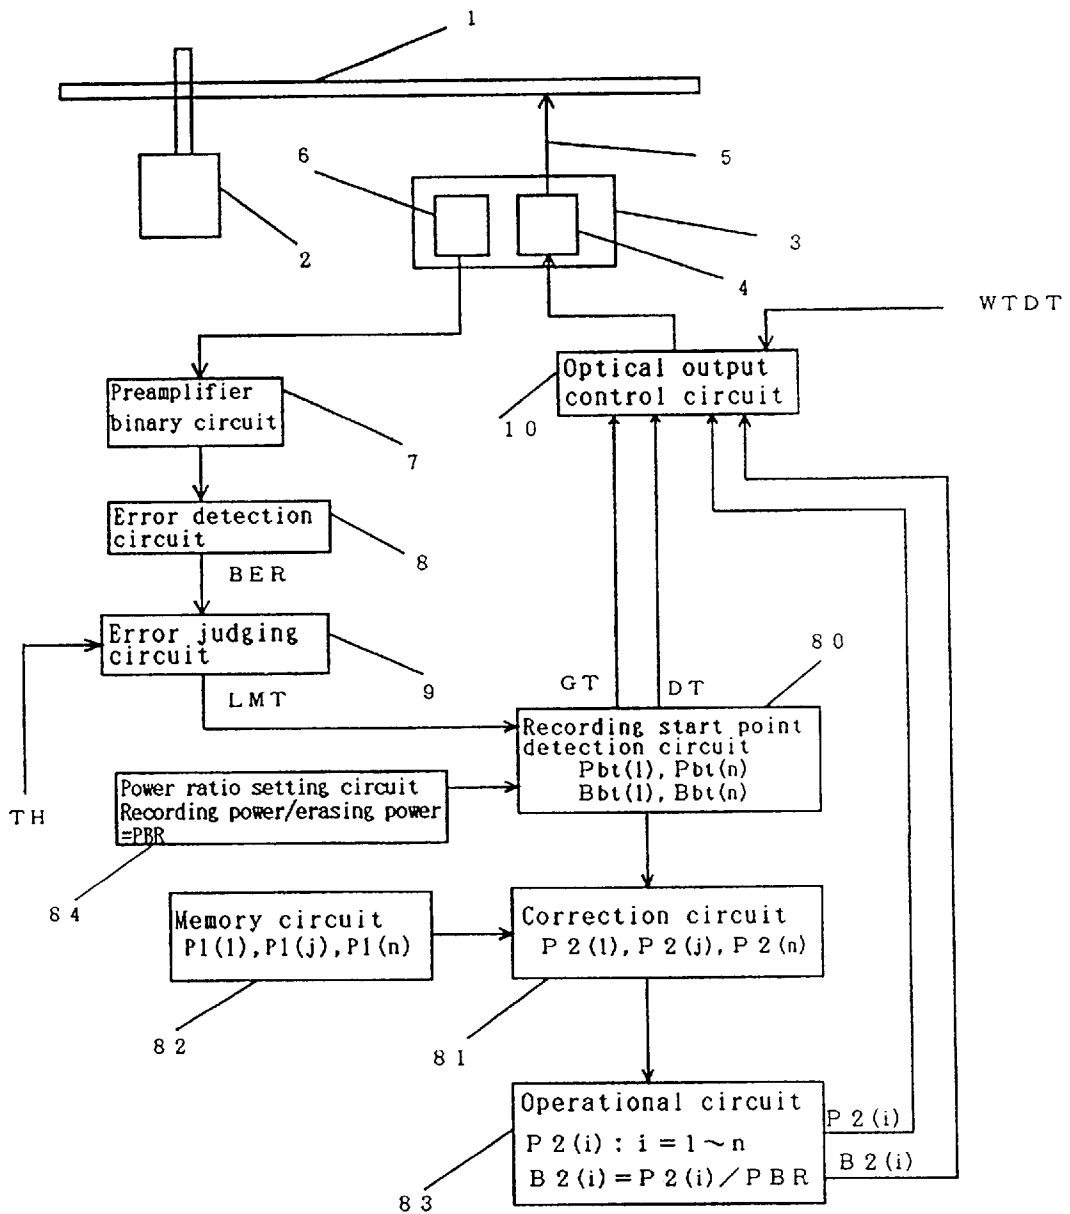 1
6
5
2
3
4
WTDT
Optical output
control circuit
10
Preamplifier
binary circuit
7
Error detection
circuit
8
BER
Error judging
circuit
9
LMT
TH
GT
DT
80
Recording start point
detection circuit
Pbt(1), Pbt(n)
Bbt(1), Bbt(n)
Power ratio setting circuit
Recording power/erasing power
=PBR
84
Memory circuit
P1(1), P1(j), P1(n)
82
Correction circuit
P2(1), P2(j), P2(n)
81
Operational circuit
P2(i) : i = 1 ~ n
B2(i) = P2(i) / PBR
83
P2(i)
B2(i)